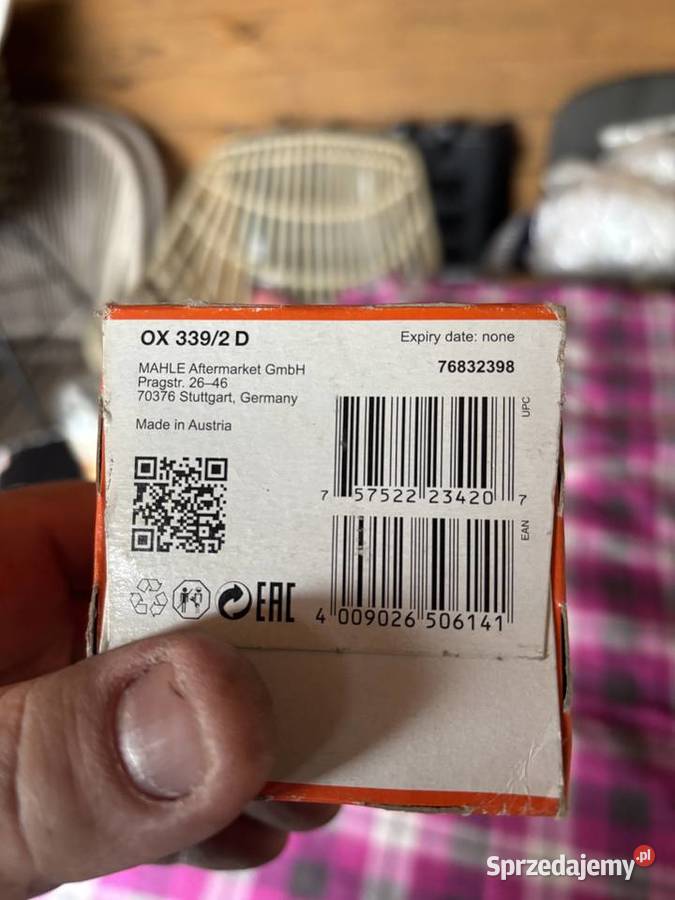 OX 339/2 D
Expiry date: none
76832398
MAHLE Aftermarket GmbH
Pragstr. 26–46
70376 Stuttgart, Germany
Made in Austria
UPC
7 57522 23420 7
EAN
EAC
4 009026 506141
Sprzedajemy.pl